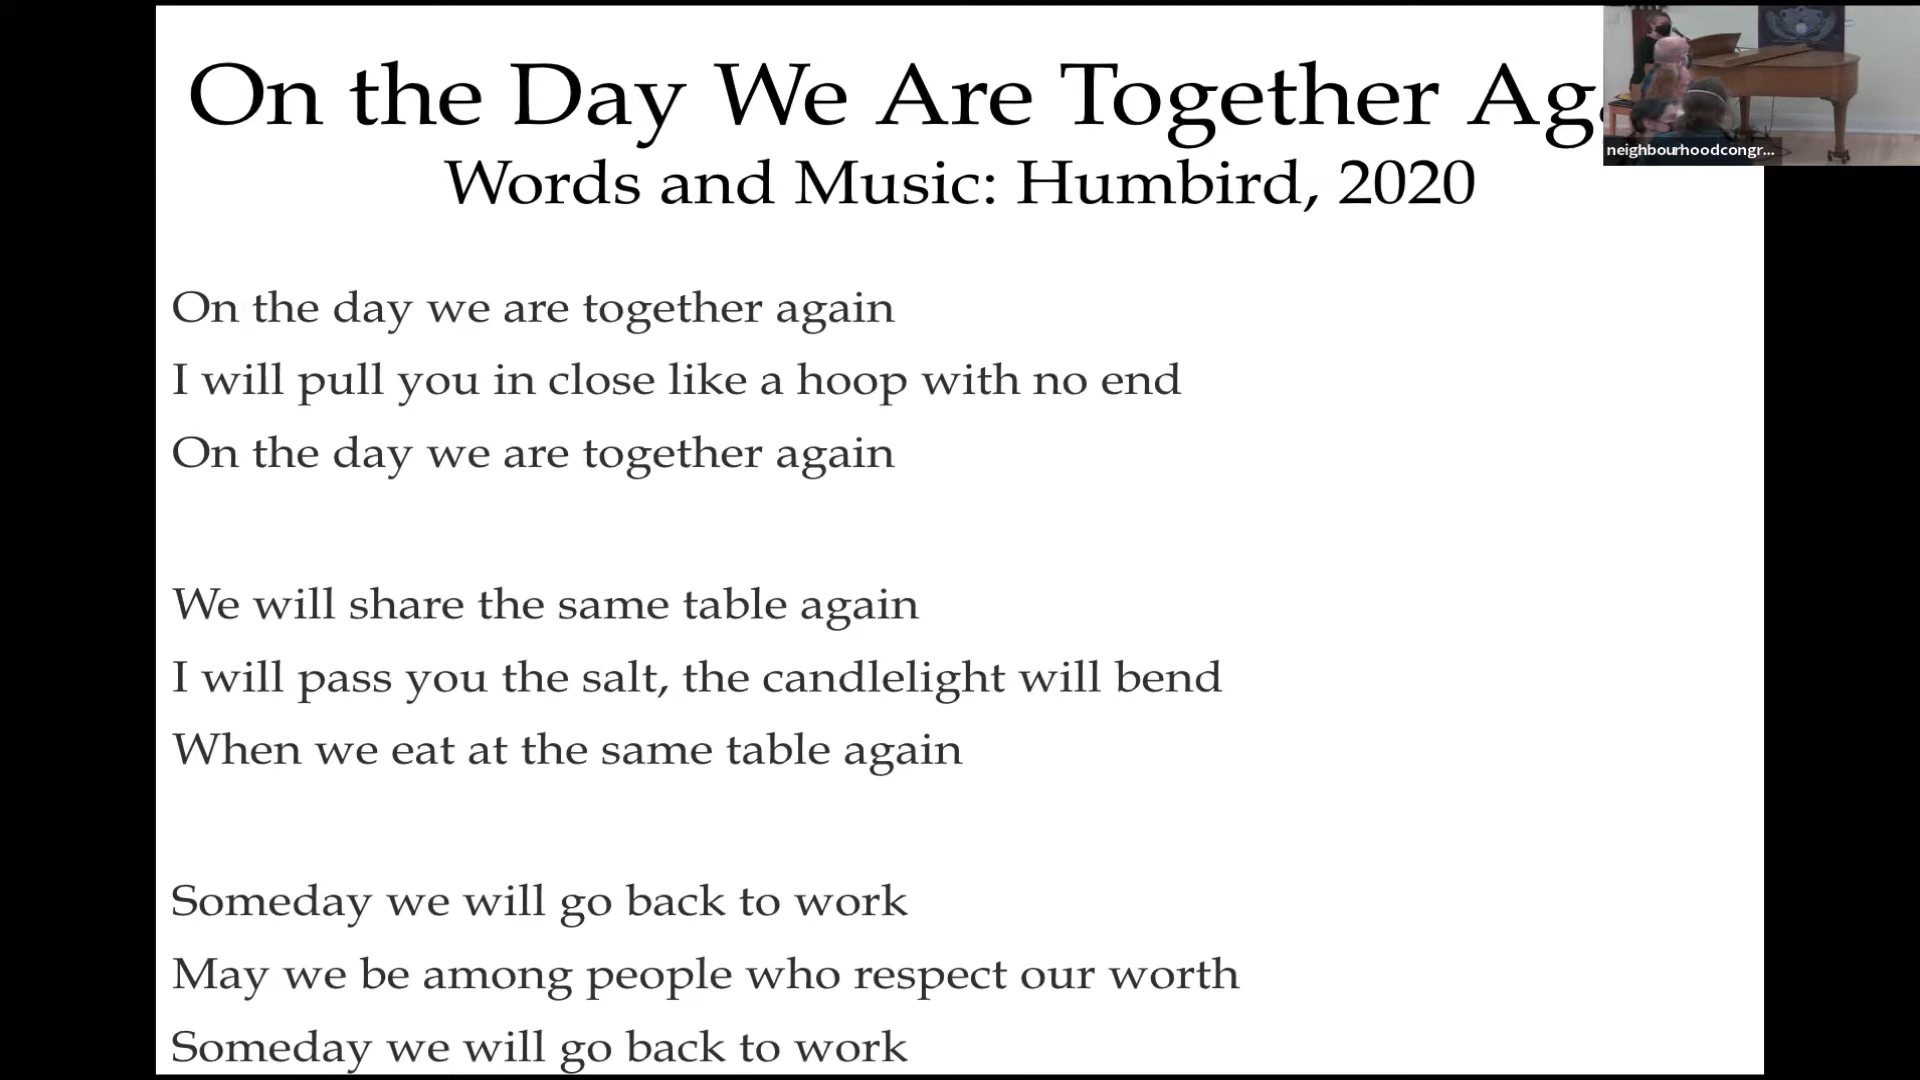 On the Day We Are Together Ag
Words and Music: Humbird, 2020
neighbourhoodcongr...
On the day we are together again
I will pull you in close like a hoop with no end
On the day we are together again
We will share the same table again
I will pass you the salt, the candlelight will bend
When we eat at the same table again
Someday we will go back to work
May we be among people who respect our worth
Someday we will go back to work